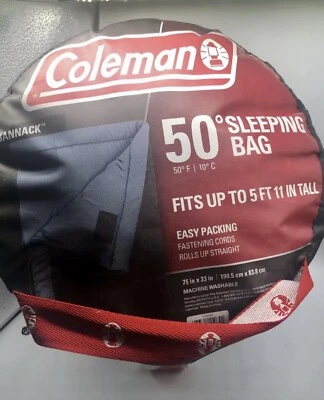 Coleman
BANNACK™
50° SLEEPING
BAG
50° F | 10° C
FITS UP TO 5 FT 11 IN TALL
EASY PACKING
FASTENING CORDS
ROLLS UP STRAIGHT
75 in x 33 in | 190.5 cm x 83.8 cm
MACHINE WASHABLE